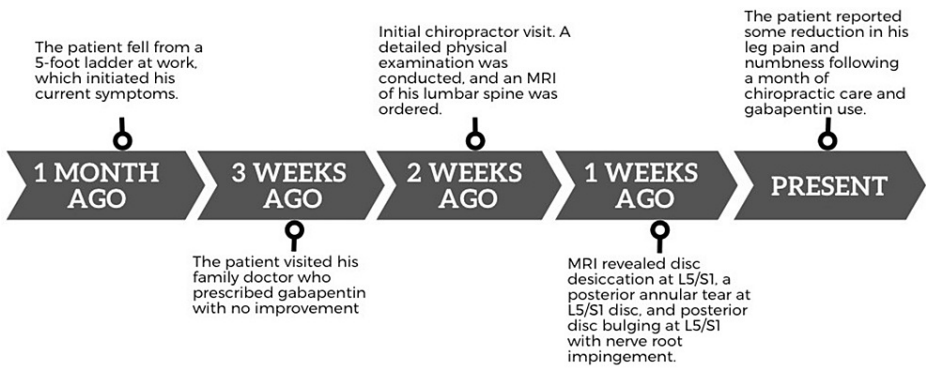 The patient fell from a
5-foot ladder at work,
which initiated his
current symptoms.
Initial chiropractor visit. A
detailed physical
examination was
conducted, and an MRI
of his lumbar spine was
ordered.
The patient reported
some reduction in his
leg pain and
numbness following
a month of
chiropractic care and
gabapentin use.
1 MONTH
AGO
3 WEEKS
AGO
2 WEEKS
AGO
1 WEEKS
AGO
PRESENT
The patient visited his
family doctor who
prescribed gabapentin
with no improvement
MRI revealed disc
desiccation at L5/S1, a
posterior annular tear at
L5/S1 disc, and posterior
disc bulging at L5/S1
with nerve root
impingement.